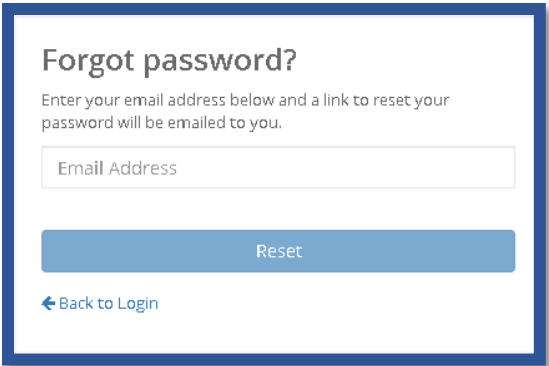 Forgot password?
Enter your email address below and a link to reset your
password will be emailed to you.
Email Address
Reset
Back to Login